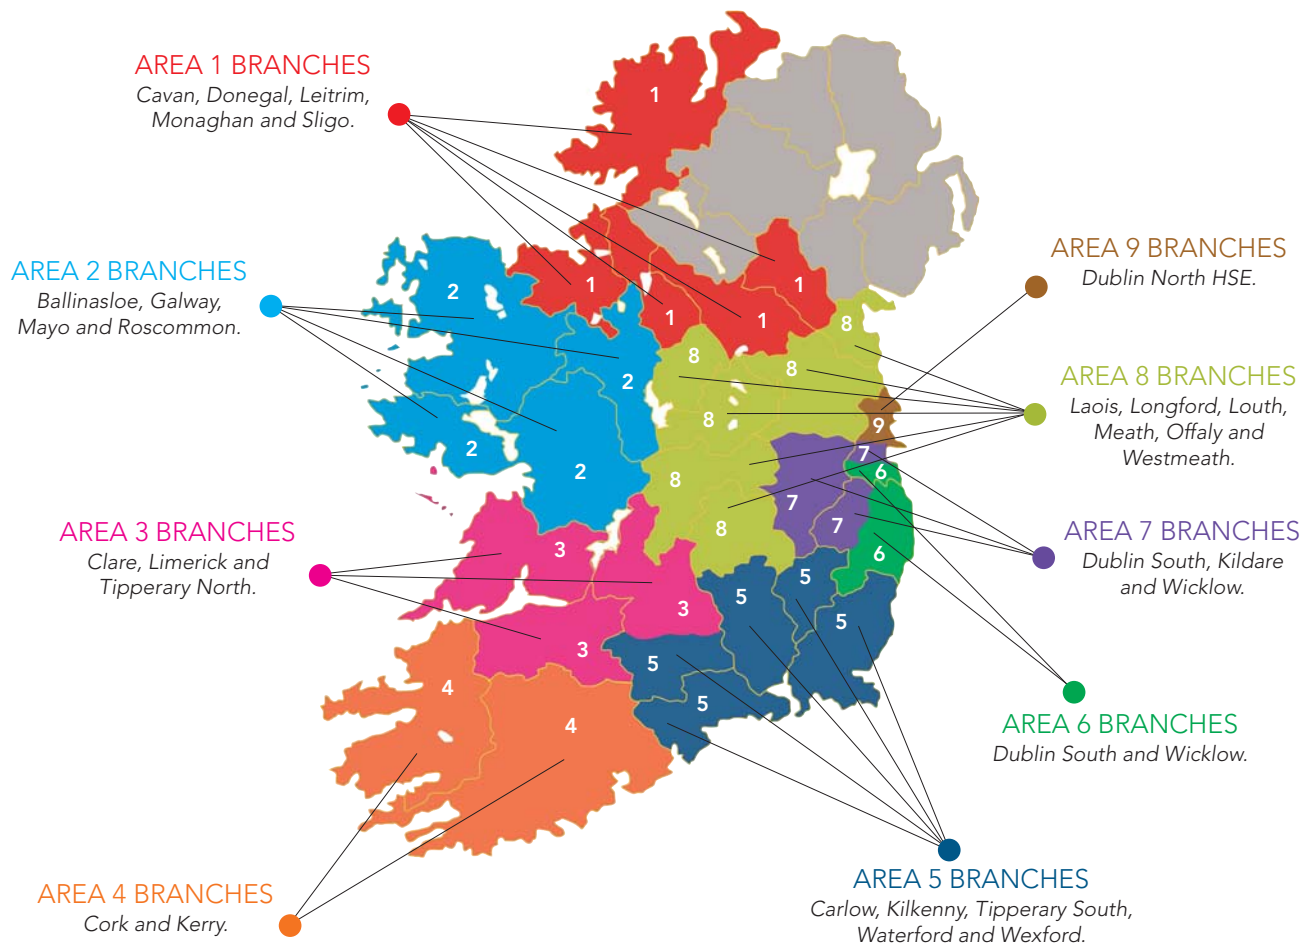 AREA 1 BRANCHES
Cavan, Donegal, Leitrim,
Monaghan and Sligo.
AREA 2 BRANCHES
Ballinasloe, Galway,
Mayo and Roscommon.
AREA 3 BRANCHES
Clare, Limerick and
Tipperary North.
AREA 4 BRANCHES
Cork and Kerry.
1
1
1
1
1
2
2
2
2
8
8
8
8
8
8
9
7
7
7
6
6
3
3
3
5
5
5
5
5
4
4
AREA 9 BRANCHES
Dublin North HSE.
AREA 8 BRANCHES
Laois, Longford, Louth,
Meath, Offaly and
Westmeath.
AREA 7 BRANCHES
Dublin South, Kildare
and Wicklow.
AREA 6 BRANCHES
Dublin South and Wicklow.
AREA 5 BRANCHES
Carlow, Kilkenny, Tipperary South,
Waterford and Wexford.